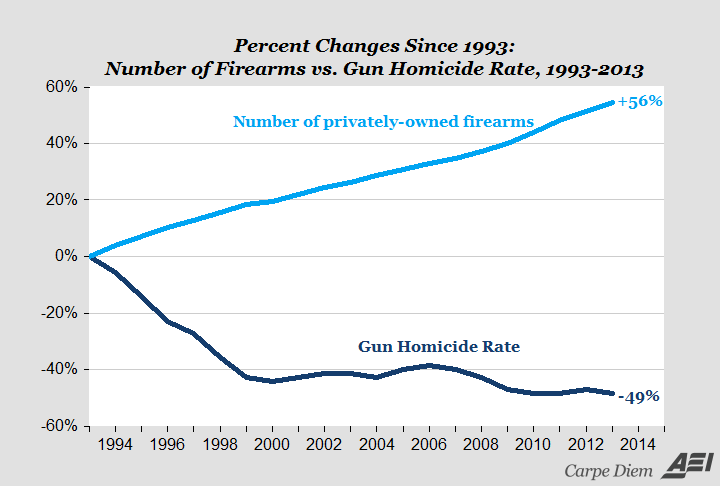 Percent Changes Since 1993:
Number of Firearms vs. Gun Homicide Rate, 1993-2013
60%
+56%
Number of privately-owned firearms
40%
20%
0%
-20%
Gun Homicide Rate
-40%
-49%
-60%
1994 1996 1998 2000 2002 2004 2006 2008 2010 2012 2014
Carpe Diem AEI